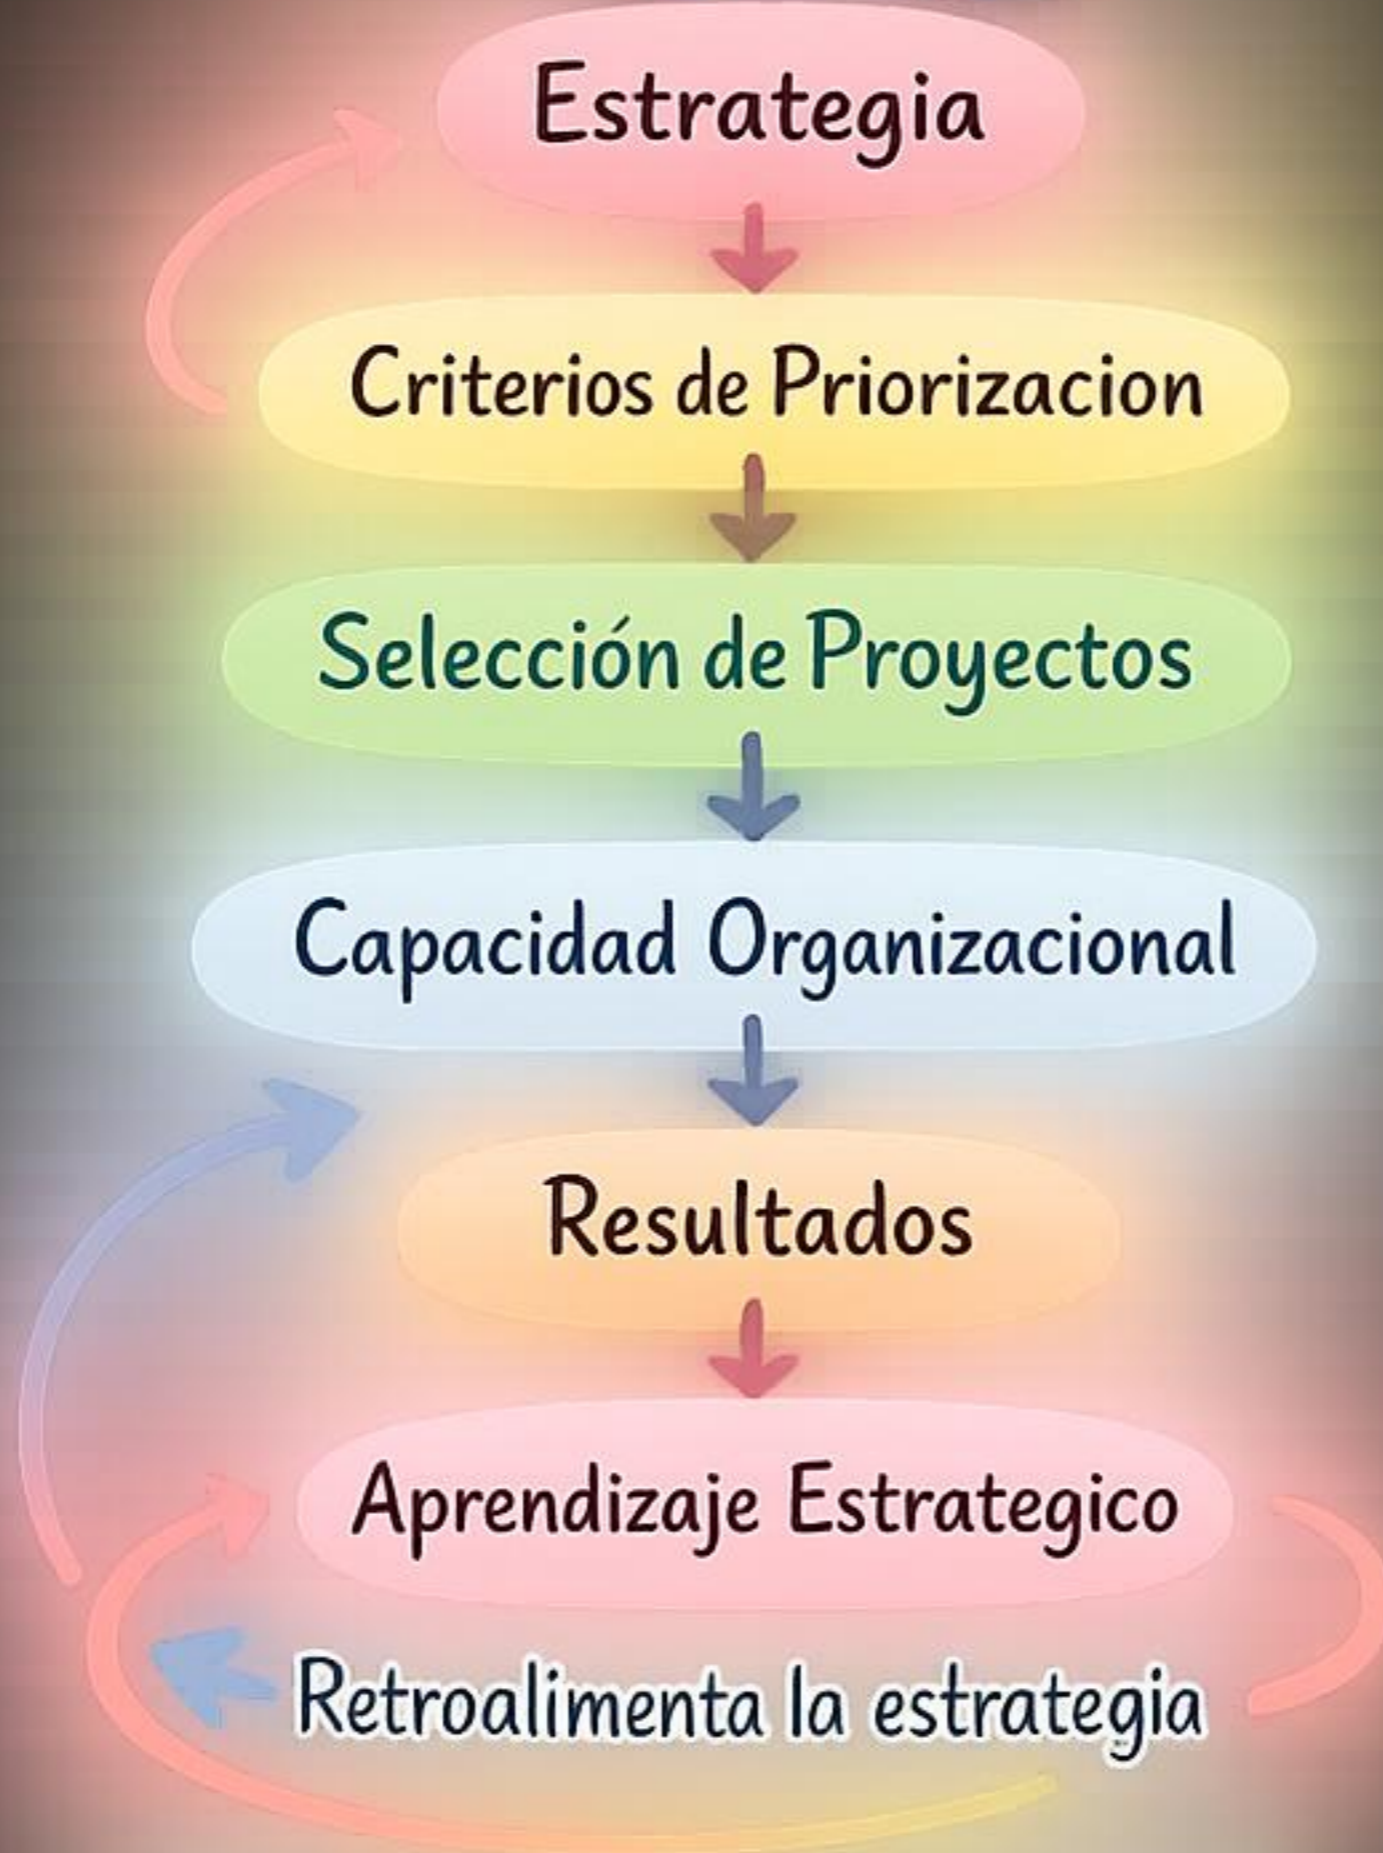 Estrategia
Criterios de Priorizacion
Selección de Proyectos
Capacidad Organizacional
Resultados
Aprendizaje Estrategico
Retroalimenta la estrategia